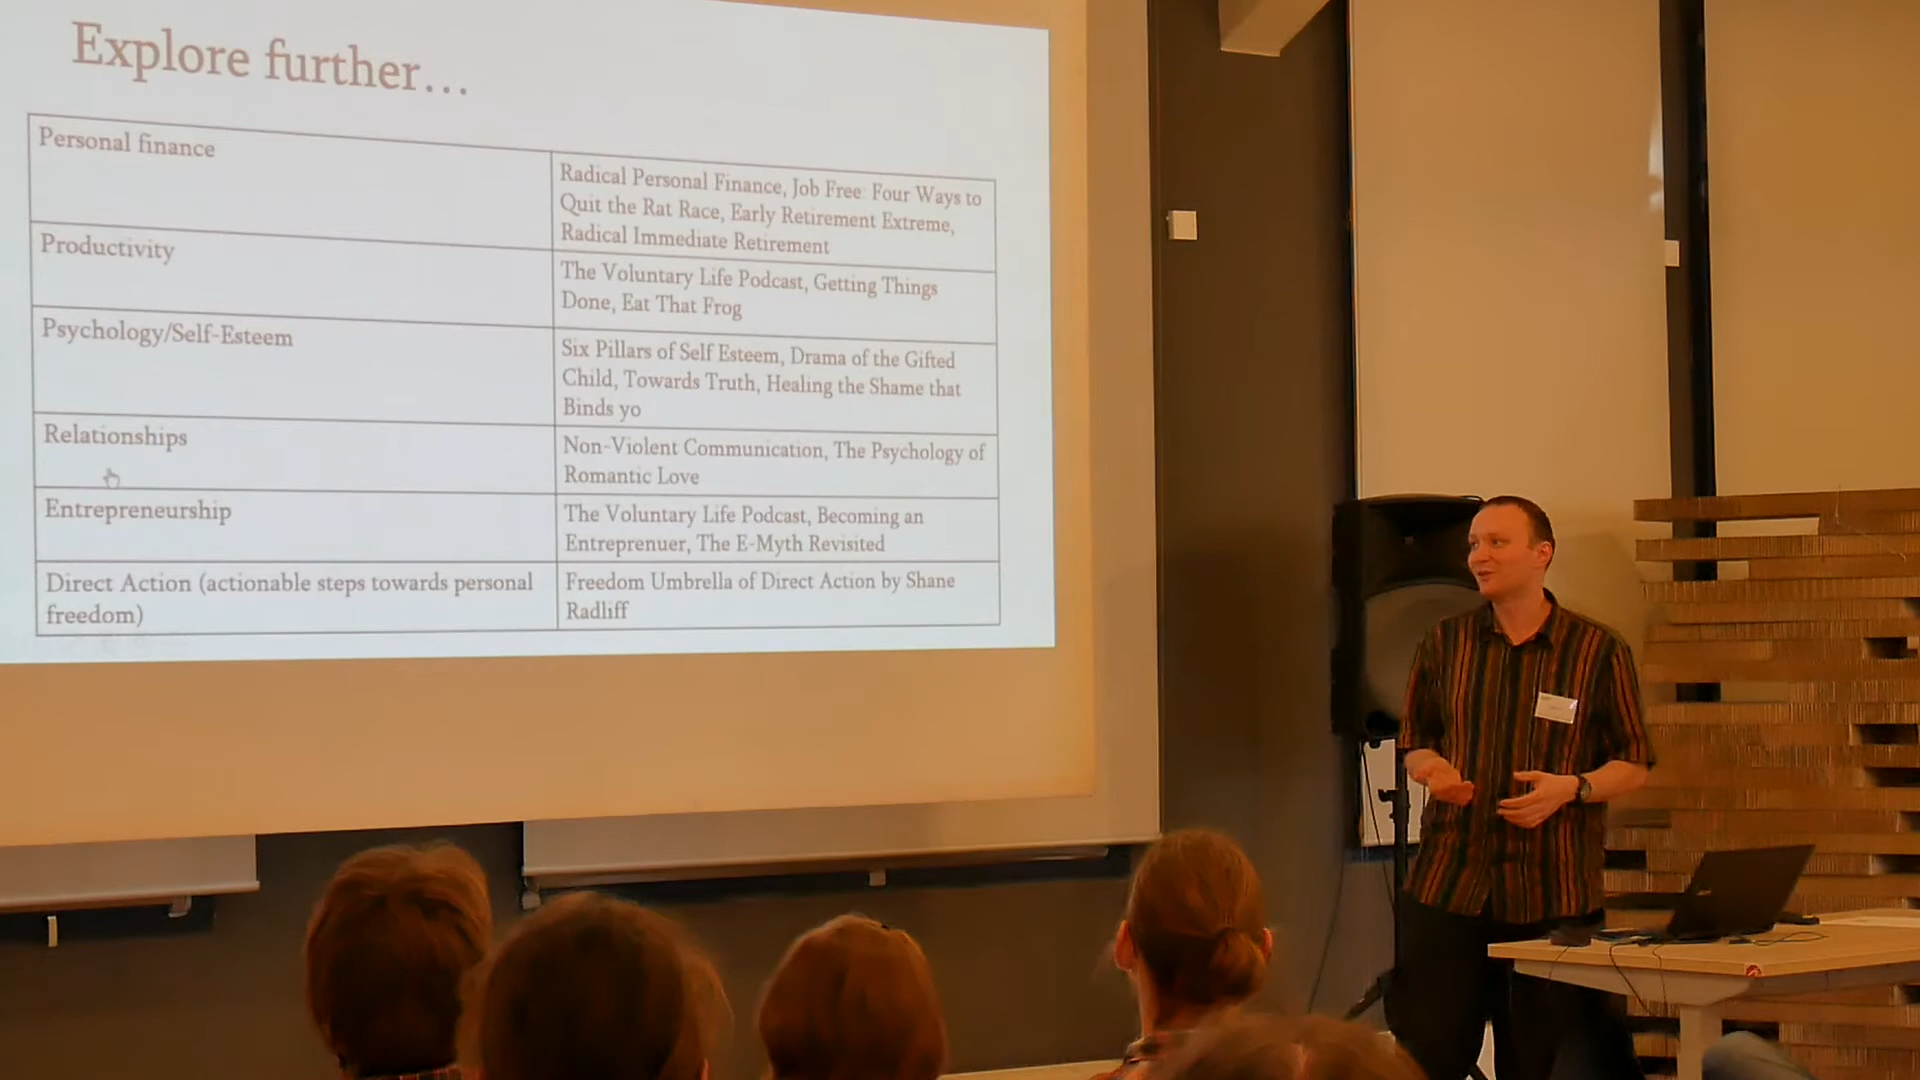 Explore further...
Personal finance
Radical Personal Finance, Job Free: Four Ways to
Quit the Rat Race, Early Retirement Extreme,
Radical Immediate Retirement
Productivity
The Voluntary Life Podcast, Getting Things
Done, Eat That Frog
Psychology/Self-Esteem
Six Pillars of Self Esteem, Drama of the Gifted
Child, Towards Truth, Healing the Shame that
Binds yo
Relationships
Non-Violent Communication, The Psychology of
Romantic Love
Entrepreneurship
The Voluntary Life Podcast, Becoming an
Entreprenuer, The E-Myth Revisited
Direct Action (actionable steps towards personal
freedom)
Freedom Umbrella of Direct Action by Shane
Radliff